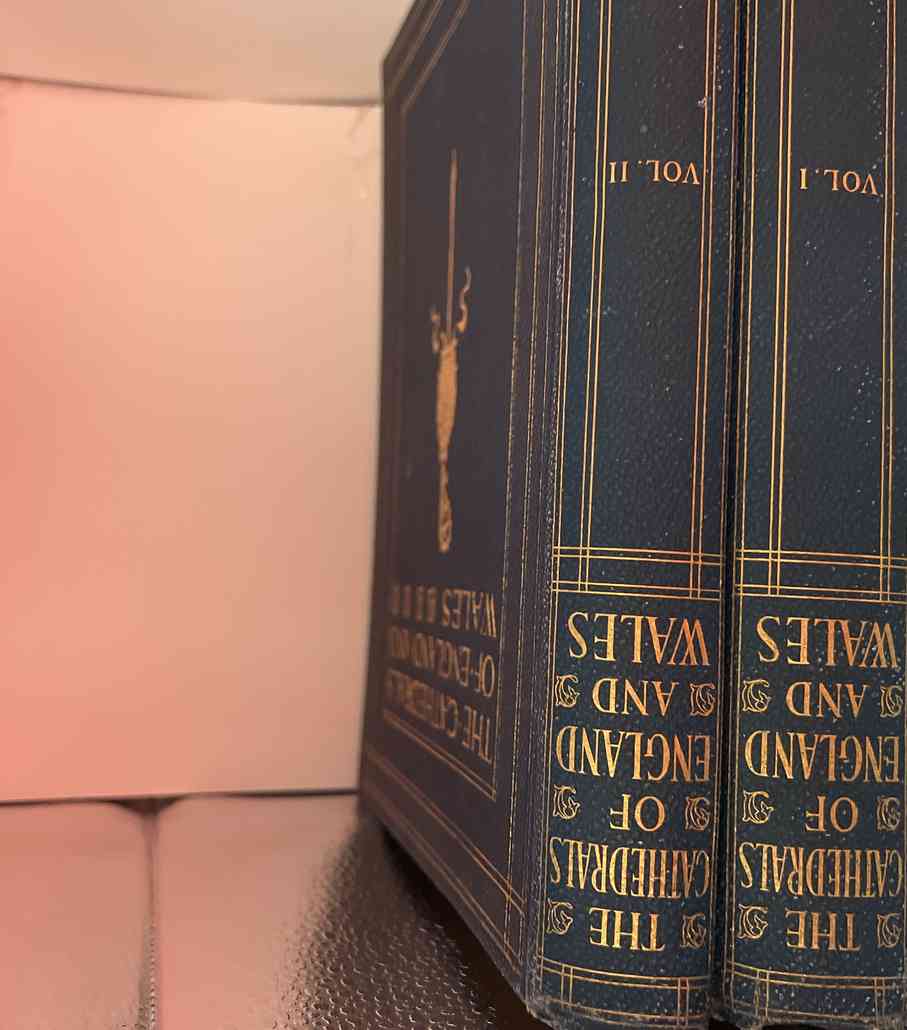 THE
CATHEDRALS
OF
ENGLAND
AND
WALES
VOL. I
THE
CATHEDRALS
OF
ENGLAND
AND
WALES
VOL. II
THE CATHEDRALS
OF ENGLAND AND
WALES